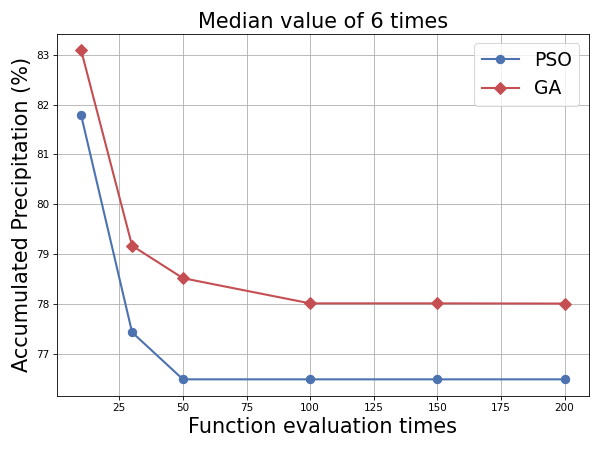 Median value of 6 times
Accumulated Precipitation (%)
83
82
81
80
79
78
77
PSO
GA
25 50 75 100 125 150 175 200
Function evaluation times